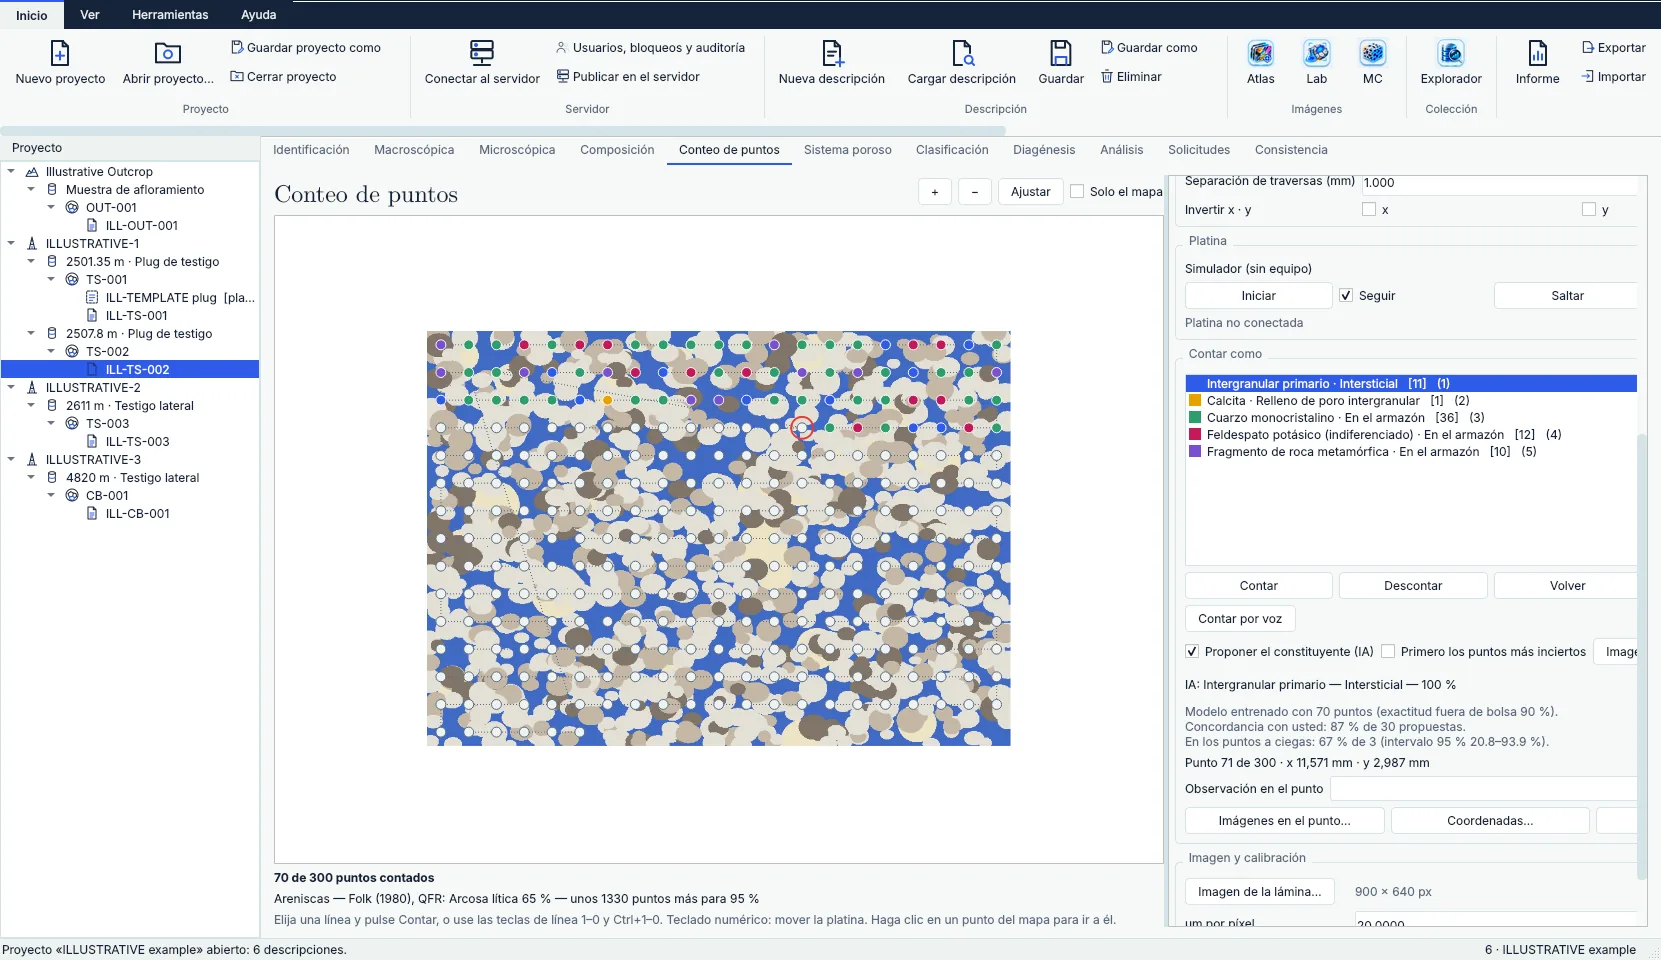 Inicio Ver Herramientas Ayuda
Nuevo proyecto Abrir proyecto... Guardar proyecto como Cerrar proyecto
Proyecto
Conectar al servidor Usuarios, bloqueos y auditoría Publicar en el servidor
Servidor
Nueva descripción Cargar descripción Guardar Guardar como Eliminar
Descripción
Atlas Lab MC
Imágenes
Explorador
Colección
Informe Exportar Importar
Proyecto
Illustrative Outcrop
Muestra de afloramiento
OUT-001
ILL-OUT-001
ILLUSTRATIVE-1
2501.35 m · Plug de testigo
TS-001
ILL-TEMPLATE plug [pla...
ILL-TS-001
2507.8 m · Plug de testigo
TS-002
ILL-TS-002
ILLUSTRATIVE-2
2611 m · Testigo lateral
TS-003
ILL-TS-003
ILLUSTRATIVE-3
4820 m · Testigo lateral
CB-001
ILL-CB-001
Identificación Macroscópica Microscópica Composición Conteo de puntos Sistema poroso Clasificación Diagénesis Análisis Solicitudes Consistencia
Conteo de puntos
+ − Ajustar Solo el mapa
70 de 300 puntos contados
Areniscas — Folk (1980), QFR: Arcosa lítica 65 % — unos 1330 puntos más para 95 %
Elija una línea y pulse Contar, o use las teclas de línea 1–0 y Ctrl+1–0. Teclado numérico: mover la platina. Haga clic en un punto del mapa para ir a él.
Separación de traversas (mm) 1.000
Invertir x · y x y
Platina
Simulador (sin equipo)
Iniciar Seguir Saltar
Platina no conectada
Contar como
Intergranular primario · Intersticial [11] (1)
Calcita · Relleno de poro intergranular [1] (2)
Cuarzo monocristalino · En el armazón [36] (3)
Feldespato potásico (indiferenciado) · En el armazón [12] (4)
Fragmento de roca metamórfica · En el armazón [10] (5)
Contar Descontar Volver
Contar por voz
Proponer el constituyente (IA) Primero los puntos más inciertos Image
IA: Intergranular primario — Intersticial — 100 %
Modelo entrenado con 70 puntos (exactitud fuera de bolsa 90 %).
Concordancia con usted: 87 % de 30 propuestas.
En los puntos a ciegas: 67 % de 3 (intervalo 95 % 20.8–93.9 %).
Punto 71 de 300 · x 11,571 mm · y 2,987 mm
Observación en el punto
Imágenes en el punto... Coordenadas...
Imagen y calibración
Imagen de la lámina... 900 × 640 px
µm por píxel 20.0000
Proyecto «ILLUSTRATIVE example» abierto: 6 descripciones.
6 · ILLUSTRATIVE example